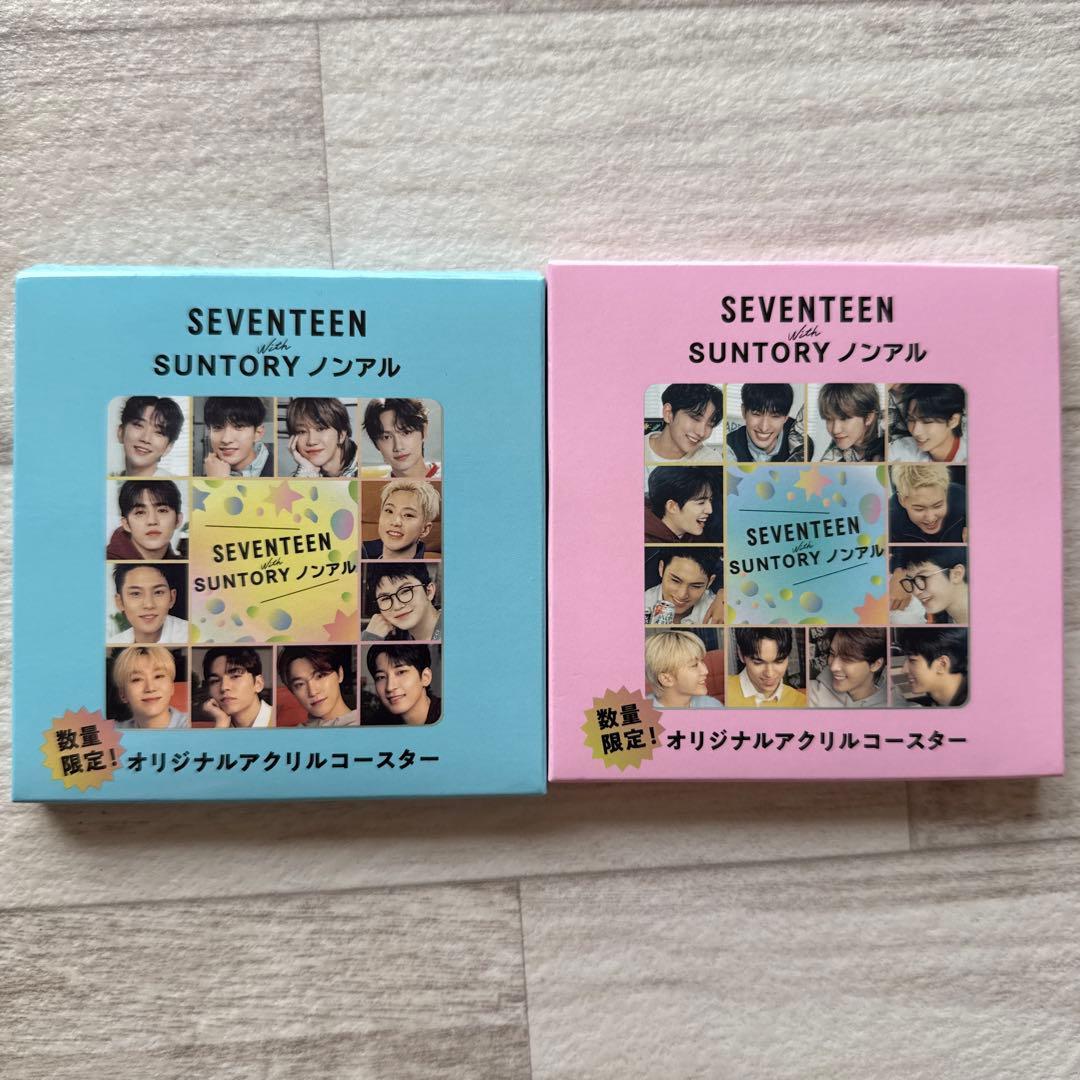 SEVENTEEN
With
SUNTORY ノンアル
SEVENTEEN
With
SUNTORY ノンアル
数量
限定!
オリジナルアクリルコースター
SEVENTEEN
With
SUNTORY ノンアル
SEVENTEEN
With
SUNTORY ノンアル
数量
限定!
オリジナルアクリルコースター